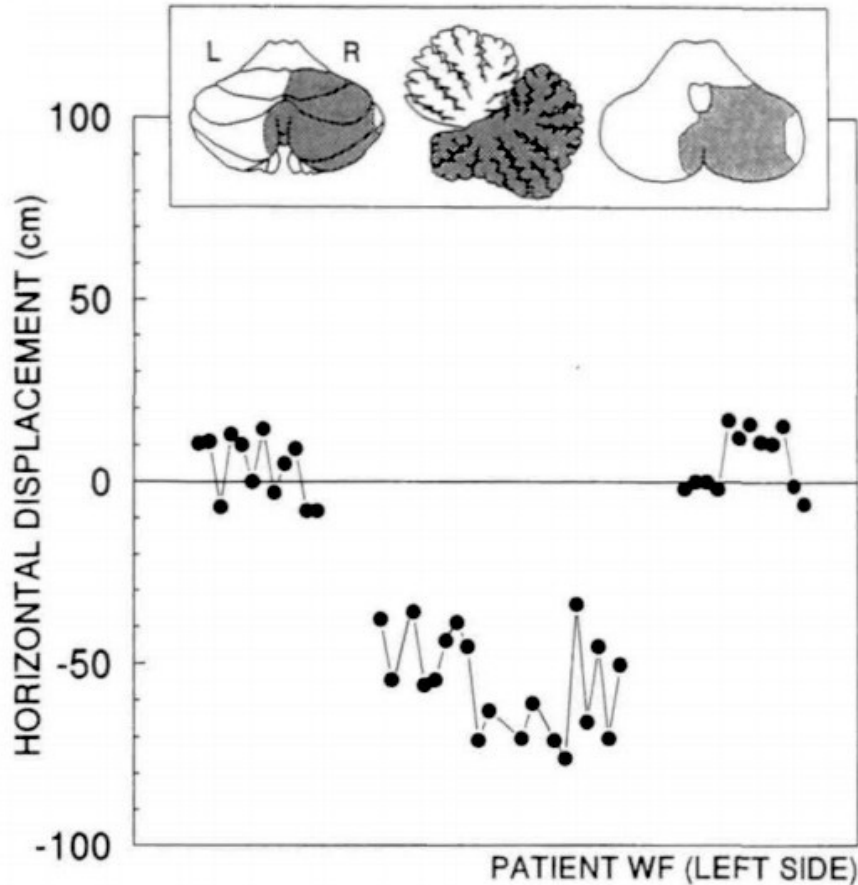 L R
100
50
0
-50
-100
HORIZONTAL DISPLACEMENT (cm)
PATIENT WF (LEFT SIDE)